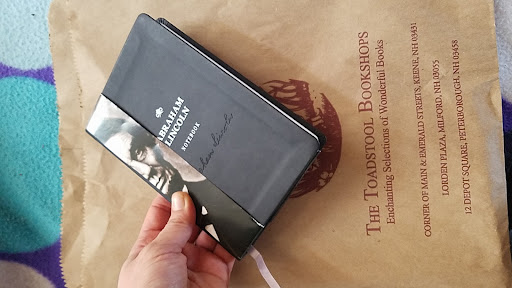 ABRAHAM
LINCOLN
NOTEBOOK
THE TOADSTOOL BOOKSHOPS
Enchanting Selections of Wonderful Books
CORNER OF MAIN & EMERALD STREETS, KEENE, NH 03431
LORDEN PLAZA, MILFORD, NH 03055
12 DEPOT SQUARE, PETERBOROUGH, NH 03458